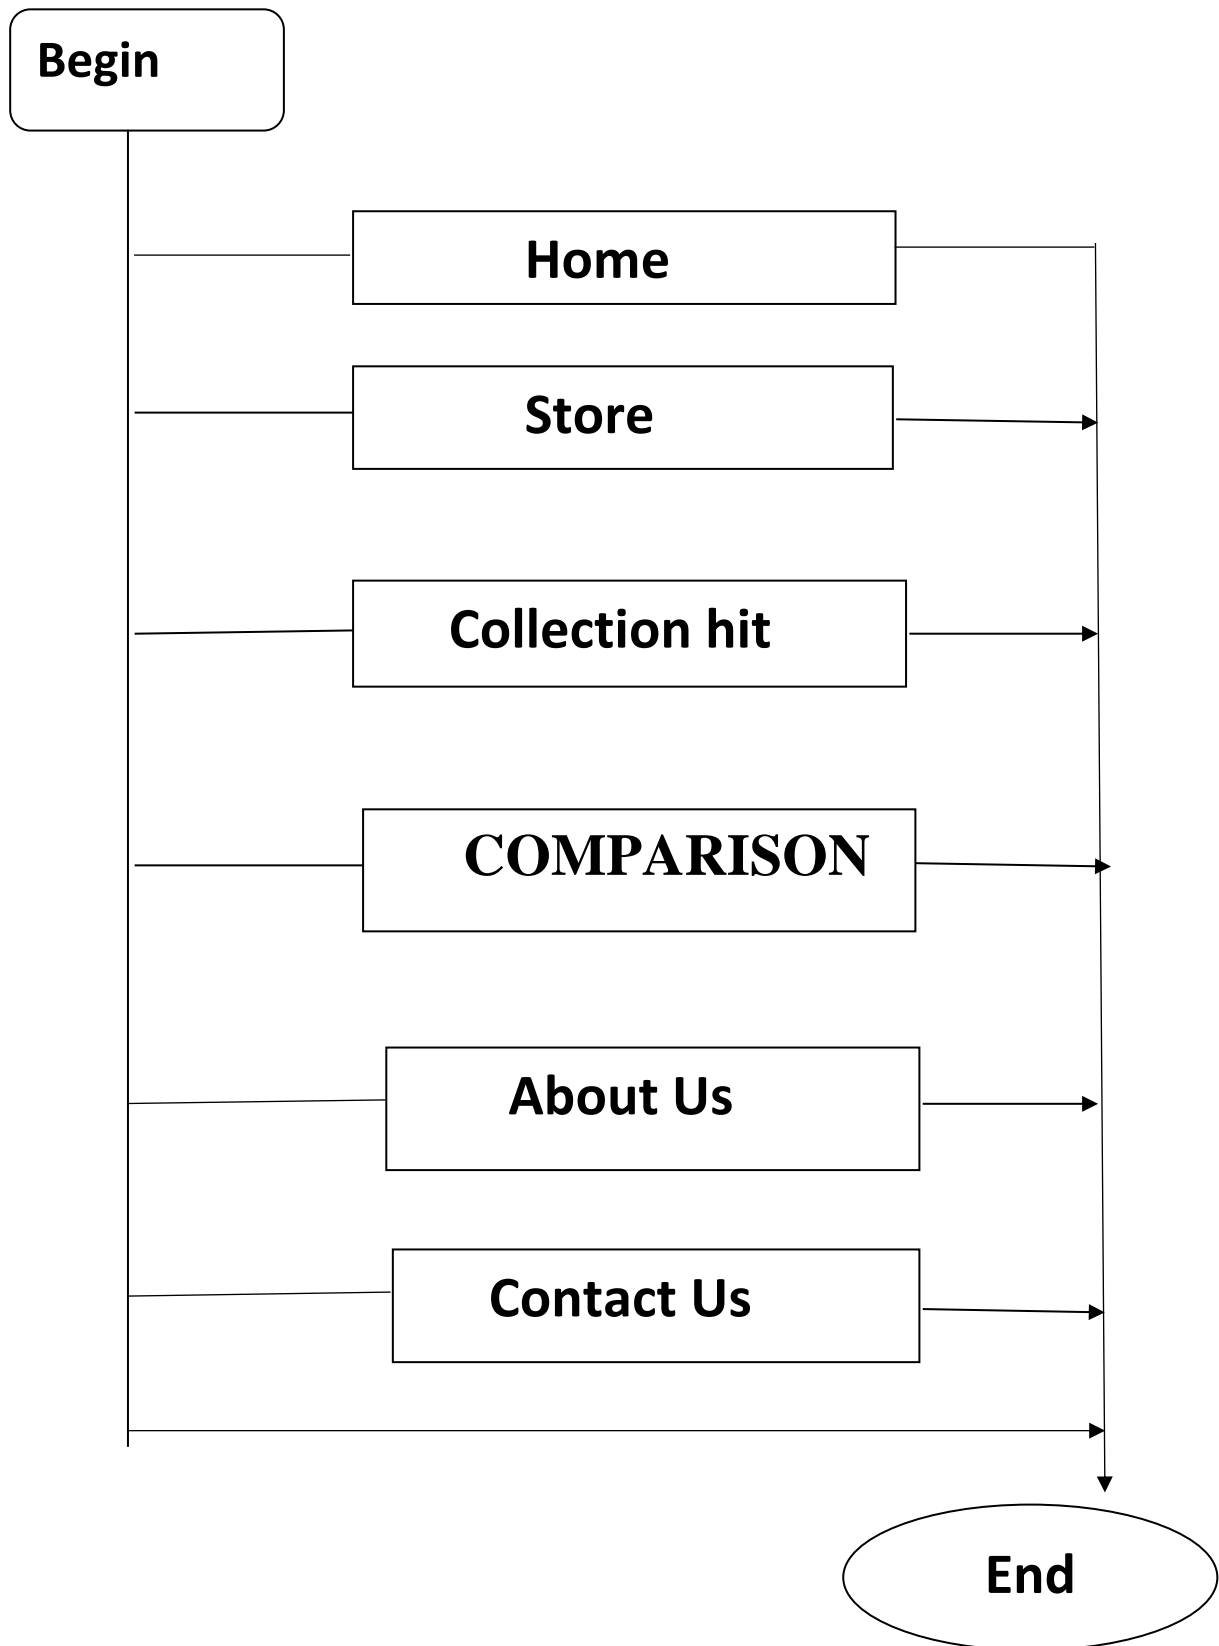 Begin
Home
Store
Collection hit
COMPARISON
About Us
Contact Us
End